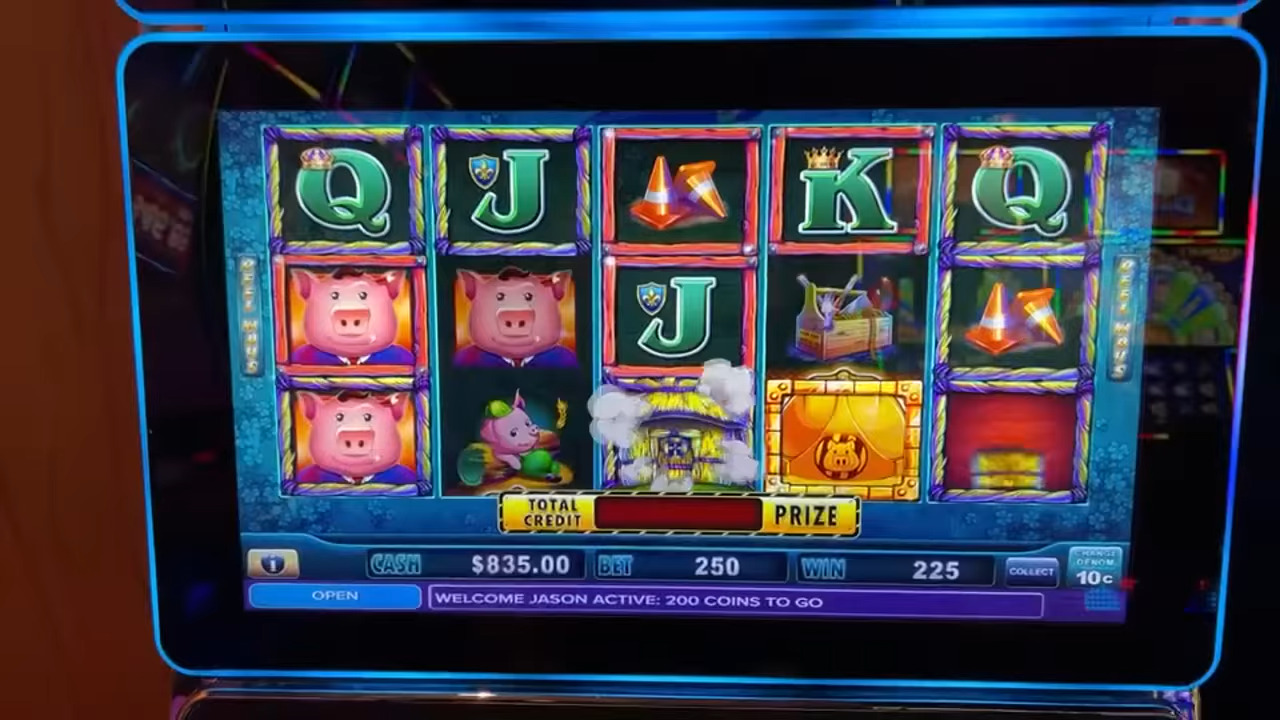 Q J K Q
J
TOTAL CREDIT PRIZE
CASH $835.00 BET 250 WIN 225 COLLECT CHANGE DENOM 10¢
OPEN WELCOME JASON ACTIVE: 200 COINS TO GO